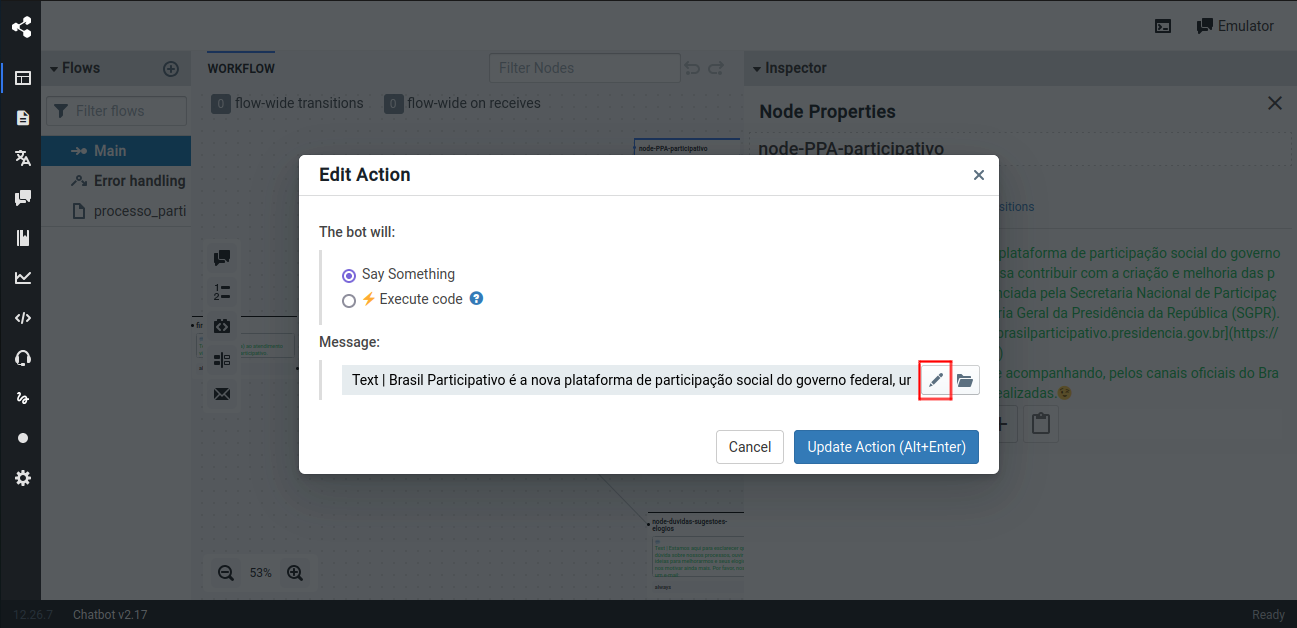 Emulator
Flows
WORKFLOW
Filter Nodes
Inspector
0 flow-wide transitions
0 flow-wide on receives
Filter flows
Node Properties
Main
node-PPA-participativo
node-PPA-participativo
Error handling
processo_parti
Edit Action
×
sitions
The bot will:
Say Something
Execute code ?
plataforma de participação social do governo
sa contribuir com a criação e melhoria das p
nciada pela Secretaria Nacional de Participaç
ria Geral da Presidência da República (SGPR).
brasilparticipativo.presidencia.gov.br](https://
)
e acompanhando, pelos canais oficiais do Bra
ealizadas.
Message:
Text | Brasil Participativo é a nova plataforma de participação social do governo federal, ur
Cancel
Update Action (Alt+Enter)
node-duvidas-sugestoes-
elogios
always
53%
12.26.7
Chatbot v2.17
Ready